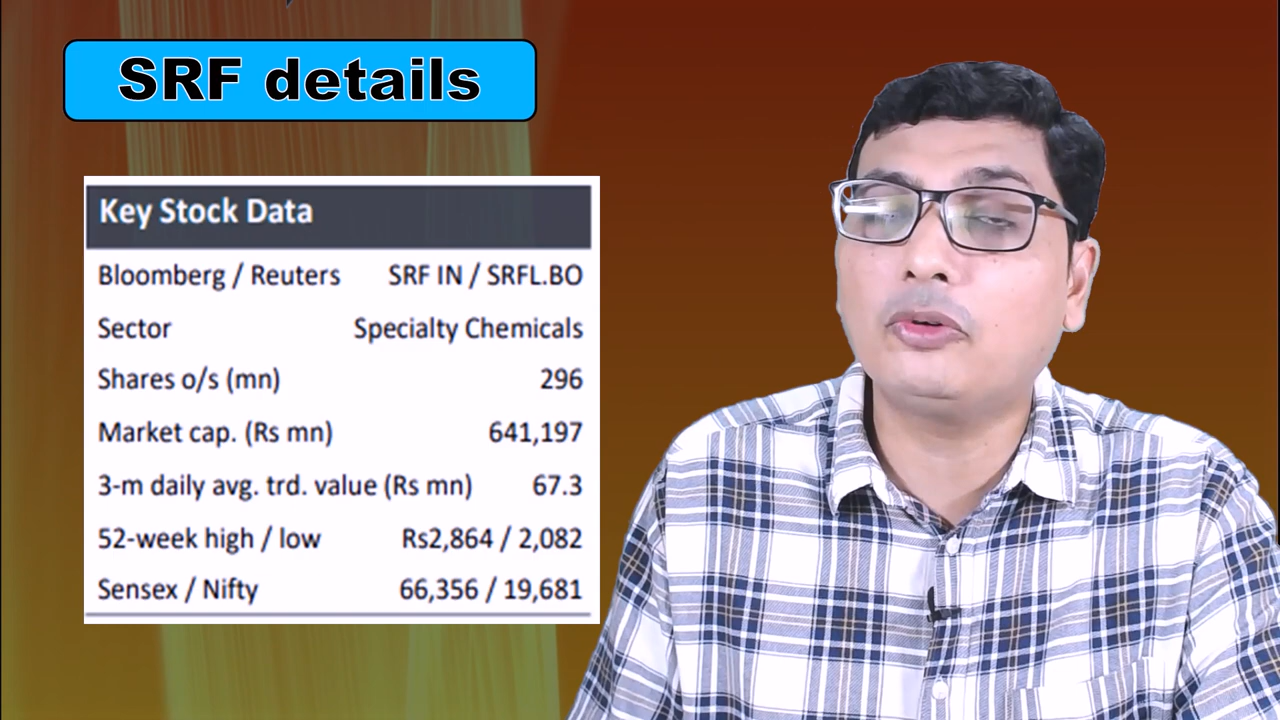 SRF details
Key Stock Data
Bloomberg / Reuters SRF IN / SRFL.BO
Sector Specialty Chemicals
Shares o/s (mn) 296
Market cap. (Rs mn) 641,197
3-m daily avg. trd. value (Rs mn) 67.3
52-week high / low Rs2,864 / 2,082
Sensex / Nifty 66,356 / 19,681